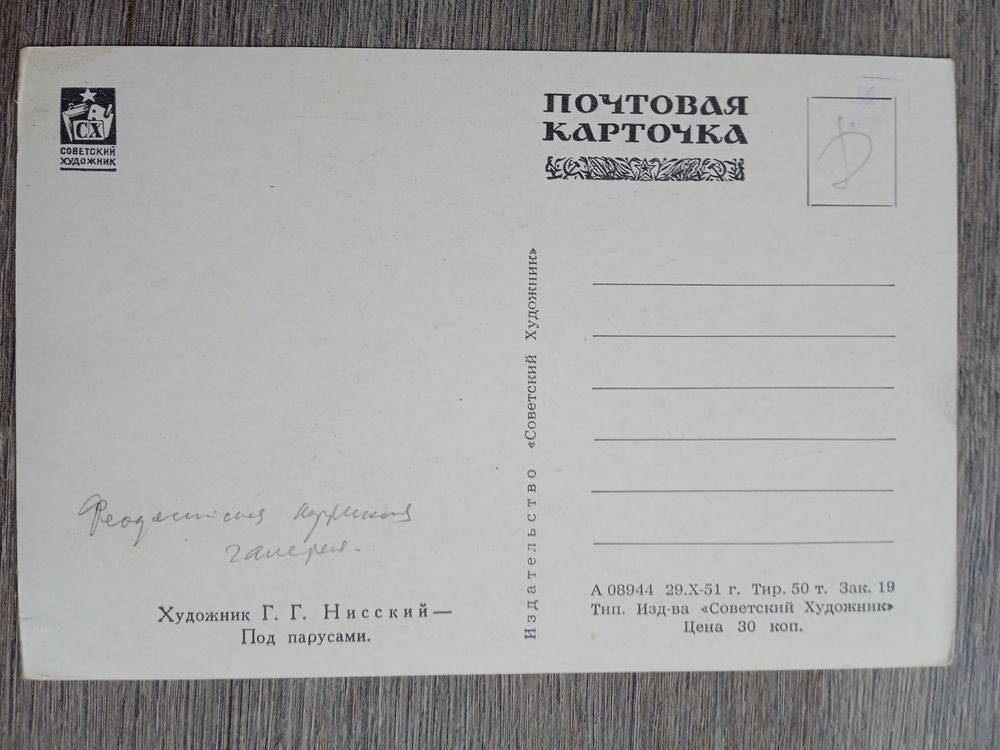 СХ
СОВЕТСКИЙ
ХУДОЖНИК
ПОЧТОВАЯ
КАРТОЧКА
Ф
Издательство «Советский Художник»
Феодосийская картинная
галерея.
Художник Г. Г. Нисский—
Под парусами.
А 08944 29.X-51 г. Тир. 50 т. Зак. 19
Тип. Изд-ва «Советский Художник»
Цена 30 коп.